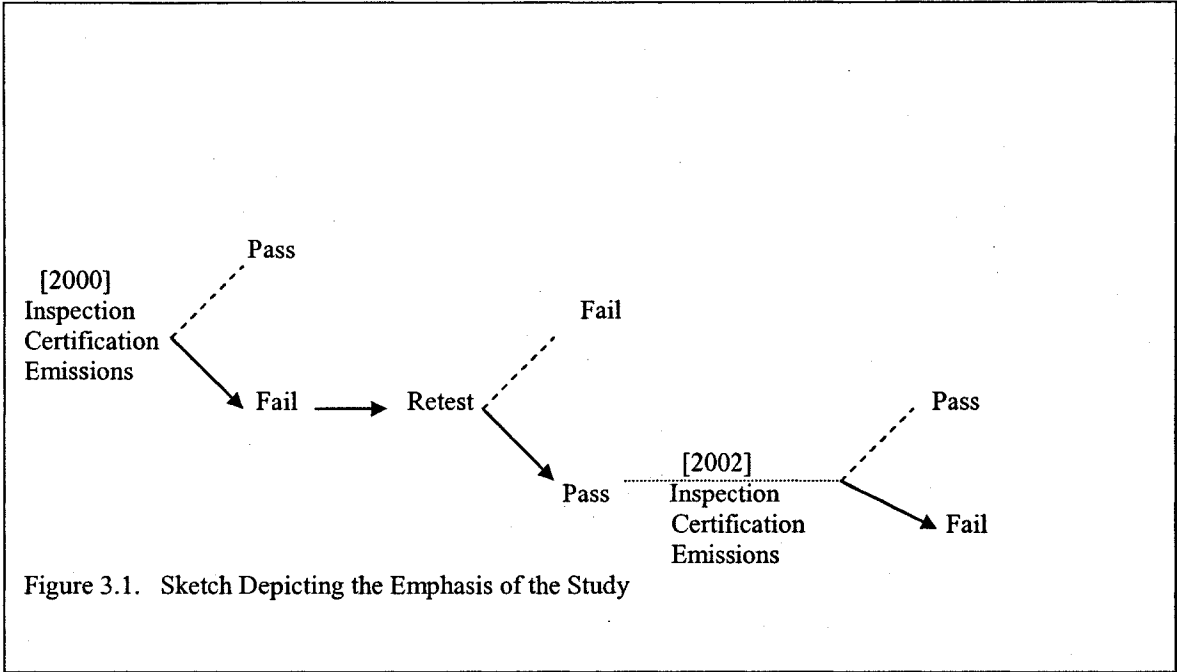 Pass
[2000]
Inspection
Certification
Emissions
Fail
Retest
Fail
Pass
[2002]
Inspection
Certification
Emissions
Pass
Fail
Figure 3.1. Sketch Depicting the Emphasis of the Study